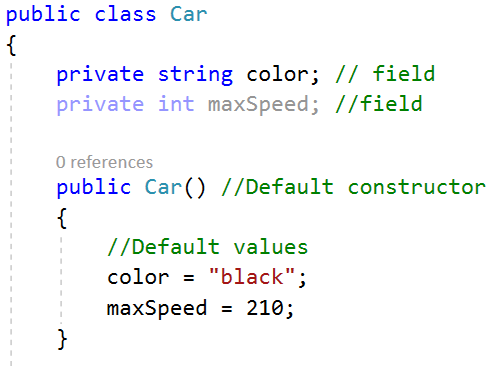 public class Car
{
private string color; // field
private int maxSpeed; //field
0 references
public Car() //Default constructor
{
//Default values
color = "black";
maxSpeed = 210;
}